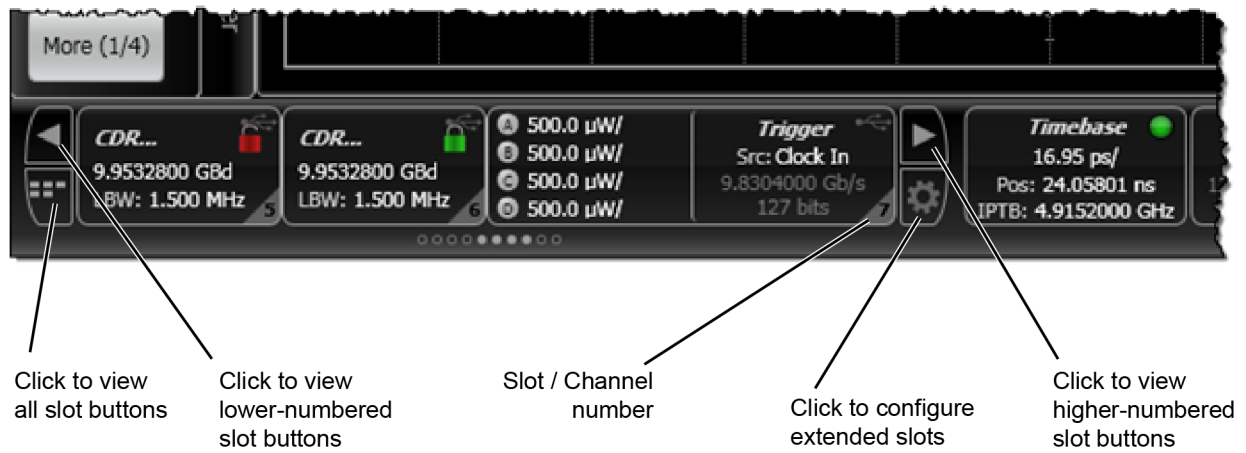 More (1/4)
CDR...
9.9532800 GBd
LBW: 1.500 MHz
5
CDR...
9.9532800 GBd
LBW: 1.500 MHz
6
A 500.0 µW/
B 500.0 µW/
C 500.0 µW/
D 500.0 µW/
Trigger
Src: Clock In
9.8304000 Gb/s
127 bits
7
Timebase
16.95 ps/
Pos: 24.05801 ns
IPTB: 4.9152000 GHz
Click to view
all slot buttons
Click to view
lower-numbered
slot buttons
Slot / Channel
number
Click to configure
extended slots
Click to view
higher-numbered
slot buttons